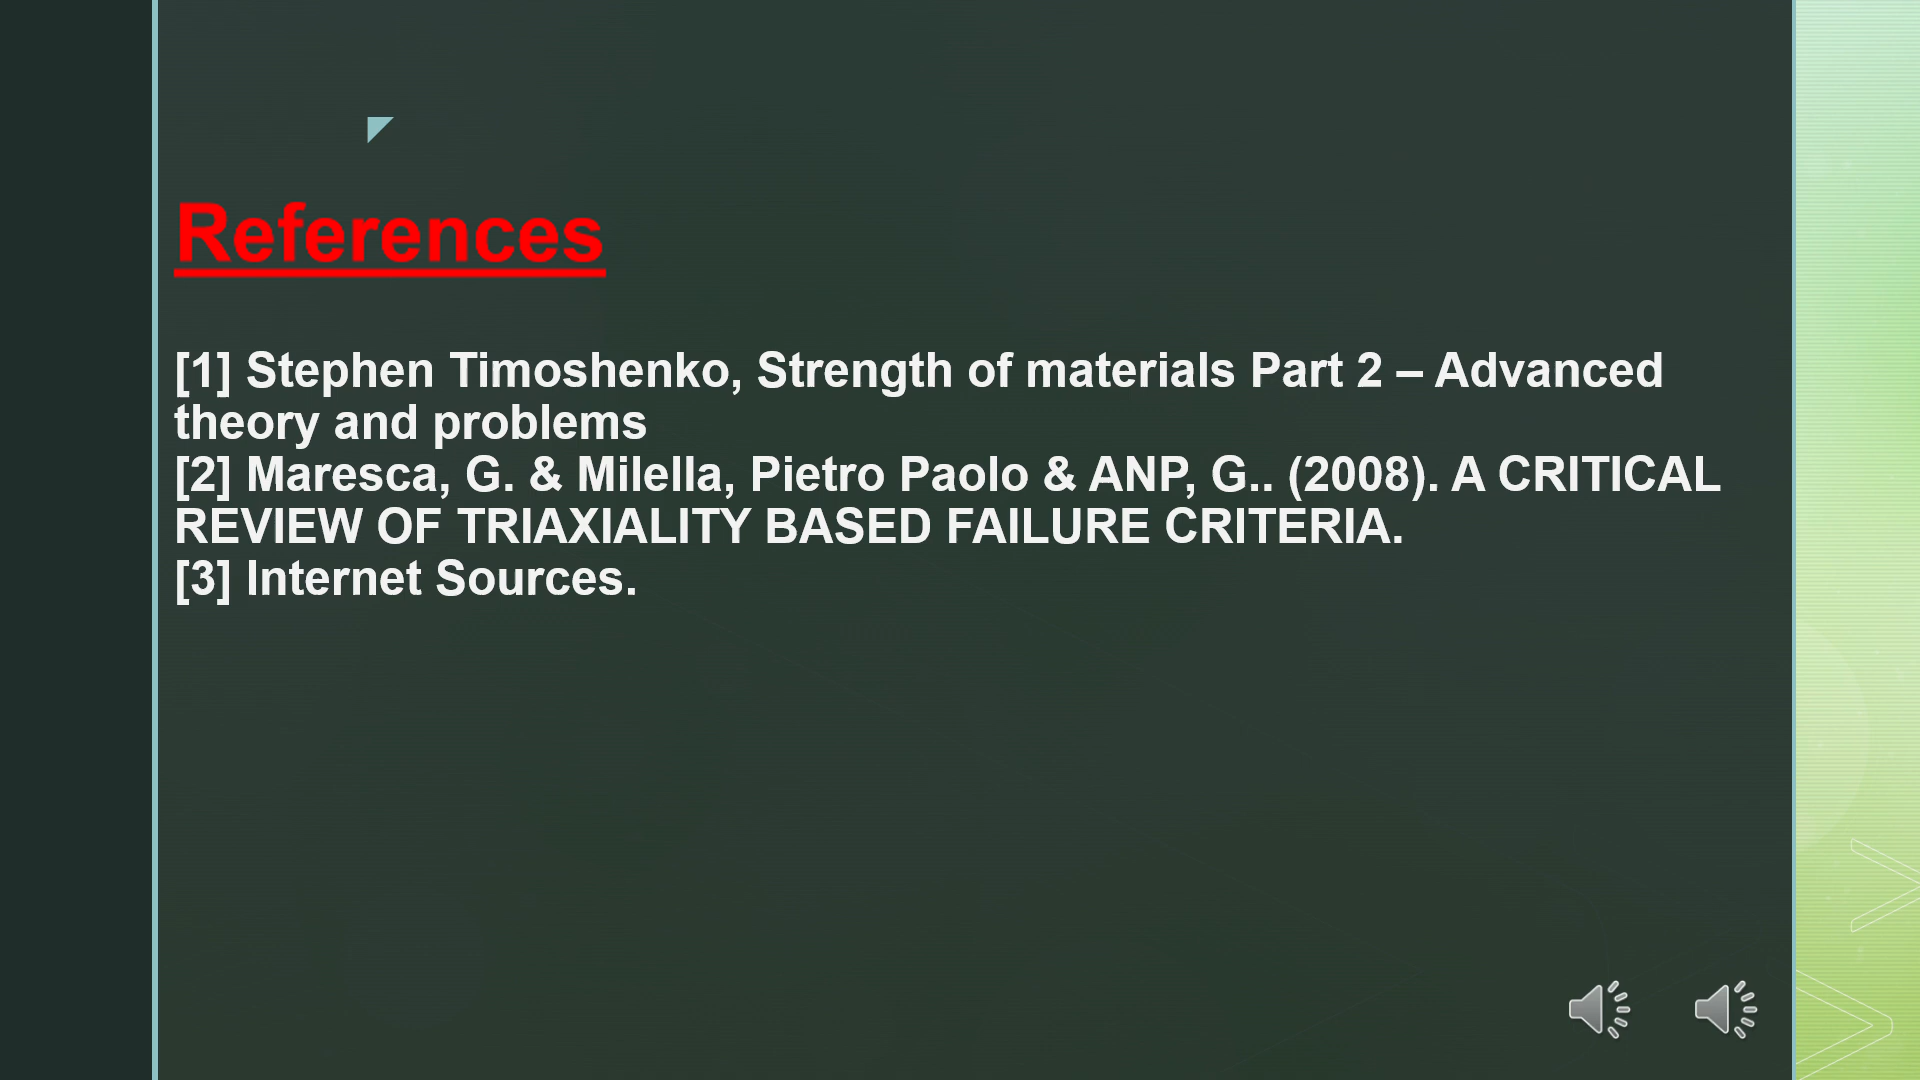 References
[1] Stephen Timoshenko, Strength of materials Part 2 – Advanced
theory and problems
[2] Maresca, G. & Milella, Pietro Paolo & ANP, G.. (2008). A CRITICAL
REVIEW OF TRIAXIALITY BASED FAILURE CRITERIA.
[3] Internet Sources.